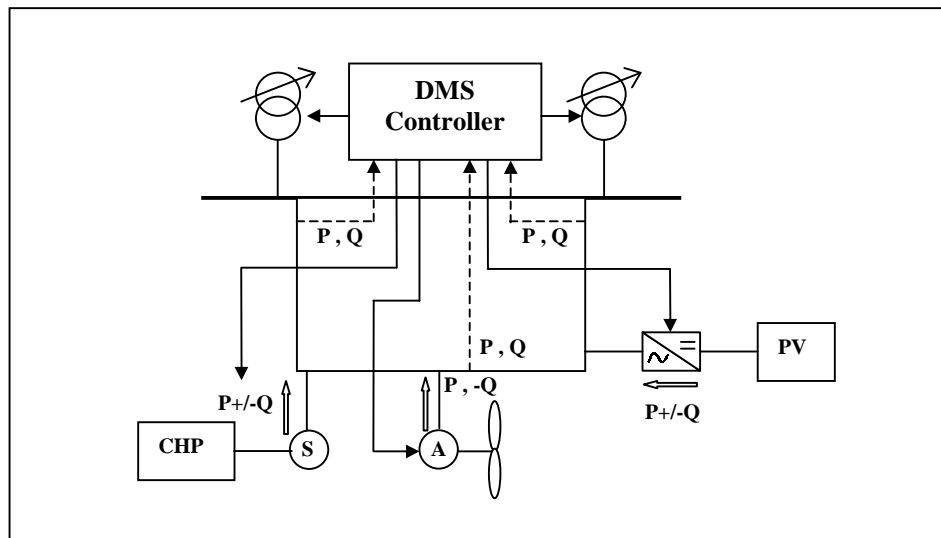 DMS
Controller
P , Q
P , Q
P , Q
PV
P , -Q
P+/-Q
P+/-Q
CHP
S
A